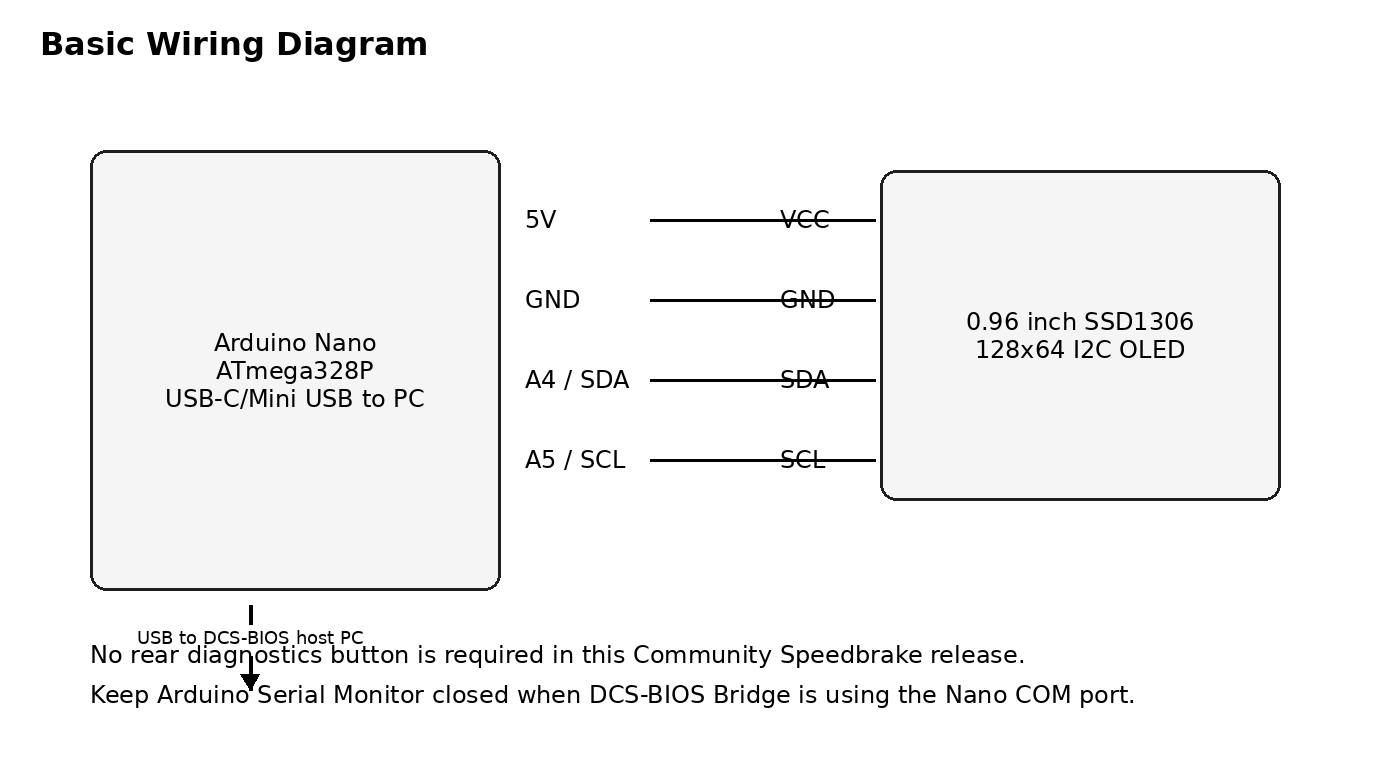 Basic Wiring Diagram
5V VCC
GND GND
Arduino Nano
ATmega328P
USB-C/Mini USB to PC
0.96 inch SSD1306
128x64 I2C OLED
A4 / SDA SDA
A5 / SCL SCL
USB to DCS-BIOS host PC
No rear diagnostics button is required in this Community Speedbrake release.
Keep Arduino Serial Monitor closed when DCS-BIOS Bridge is using the Nano COM port.